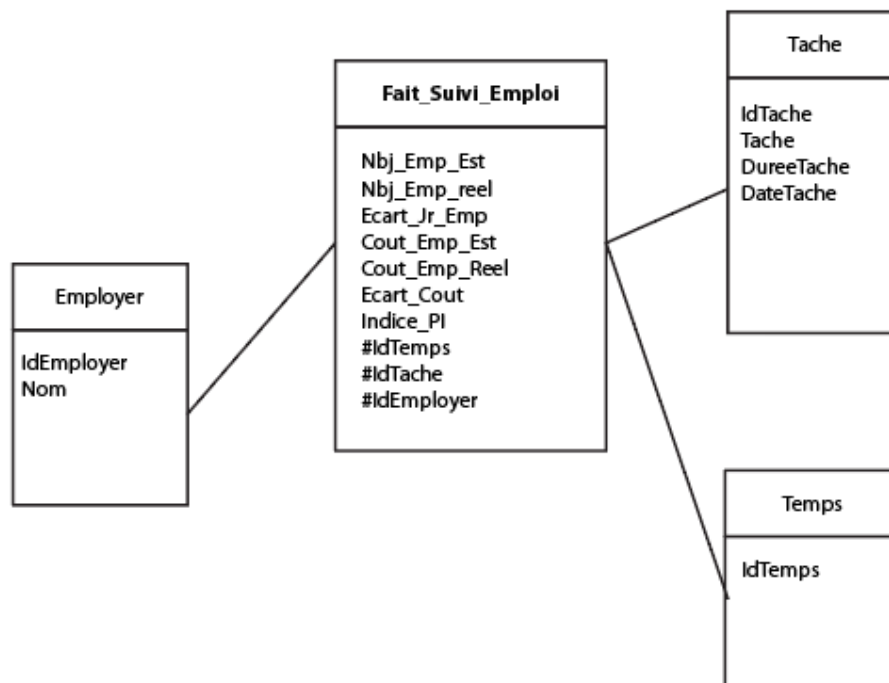 Employer
IdEmployer
Nom
Fait_Suivi_Emploi
Nbj_Emp_Est
Nbj_Emp_reel
Ecart_Jr_Emp
Cout_Emp_Est
Cout_Emp_Reel
Ecart_Cout
Indice_PI
#IdTemps
#IdTache
#IdEmployer
Tache
IdTache
Tache
DureeTache
DateTache
Temps
IdTemps